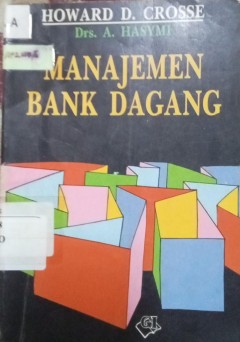 HOWARD D. CROSSE
Drs. A. HASYMI
A
MANAJEMEN
BANK DAGANG